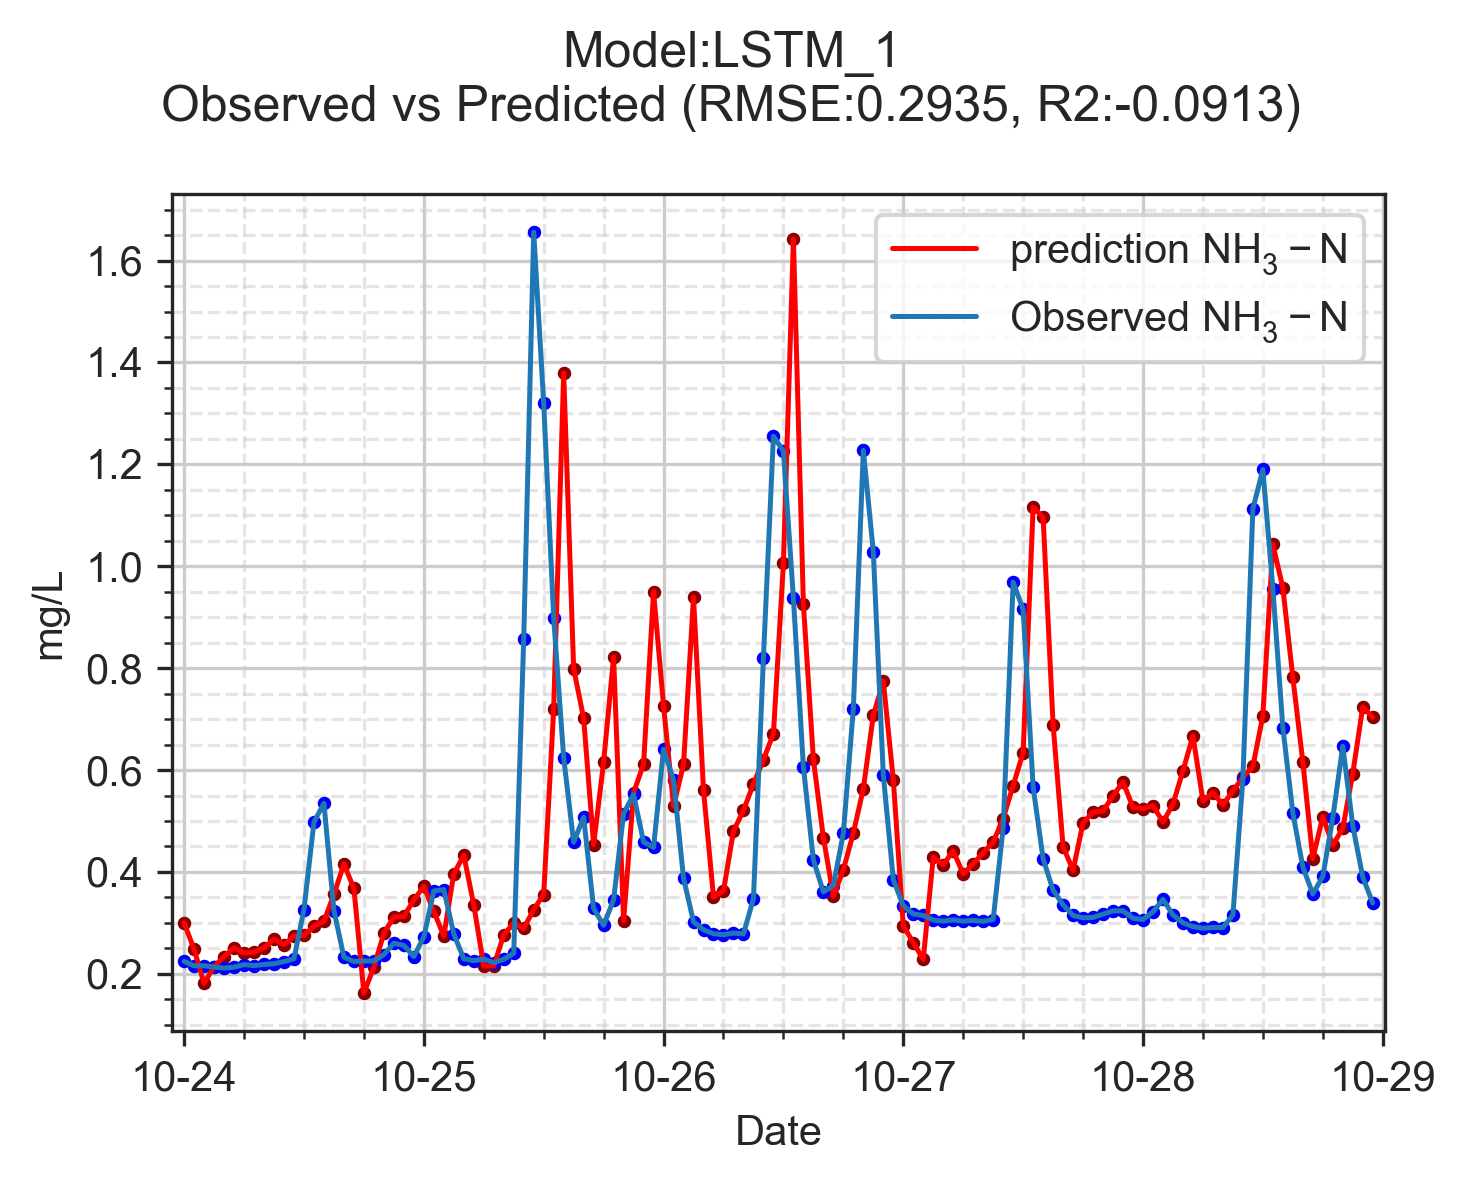 Model:LSTM_1
Observed vs Predicted (RMSE:0.2935, R2:-0.0913)
prediction NH₃ − N
Observed NH₃ − N
1.6
1.4
1.2
1.0
0.8
0.6
0.4
0.2
mg/L
10-24 10-25 10-26 10-27 10-28 10-29
Date